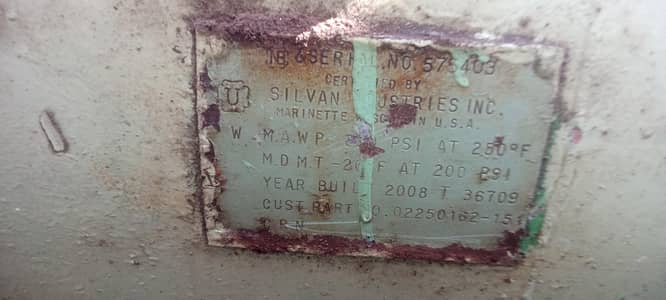 NB & SERIAL NO. 575403
CERTIFIED BY
U
SILVAN INDUSTRIES INC.
MARINETTE WISCONSIN U.S.A.
W M.A.W.P. PSI AT 250°F
M.D.M.T -20°F AT 200 PSI
YEAR BUILT 2008 T 36709
CUST. PART NO. 02250162-151
C.R.N.